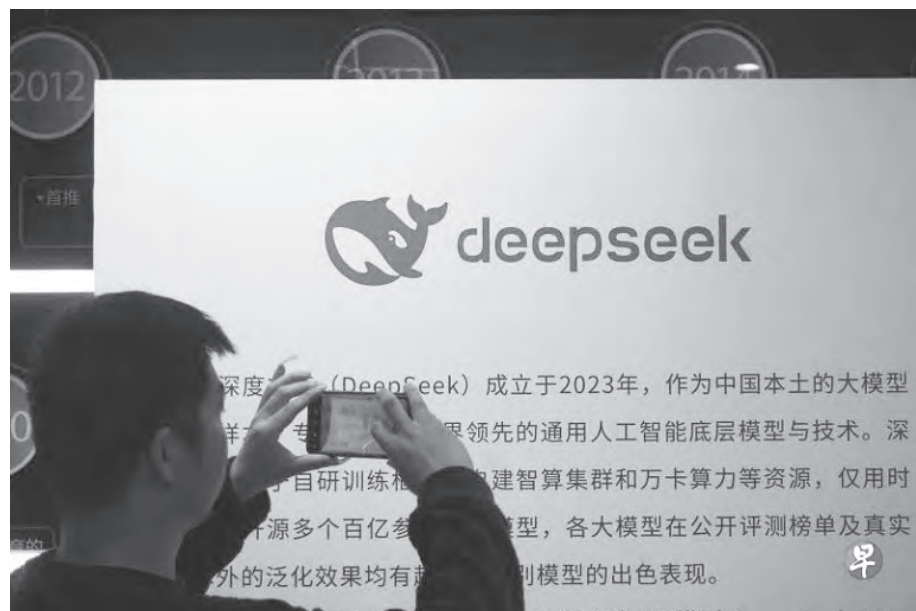 2012
2013
2014
•首推
deepseek
深度 （DeepSeek）成立于2023年，作为中国本土的大模型
专 界领先的通用人工智能底层模型与技术。深
自研训练 建智算集群和万卡算力等资源，仅用时
开源多个百亿参 模型，各大模型在公开评测榜单及真实
外的泛化效果均有 别模型的出色表现。
0
早